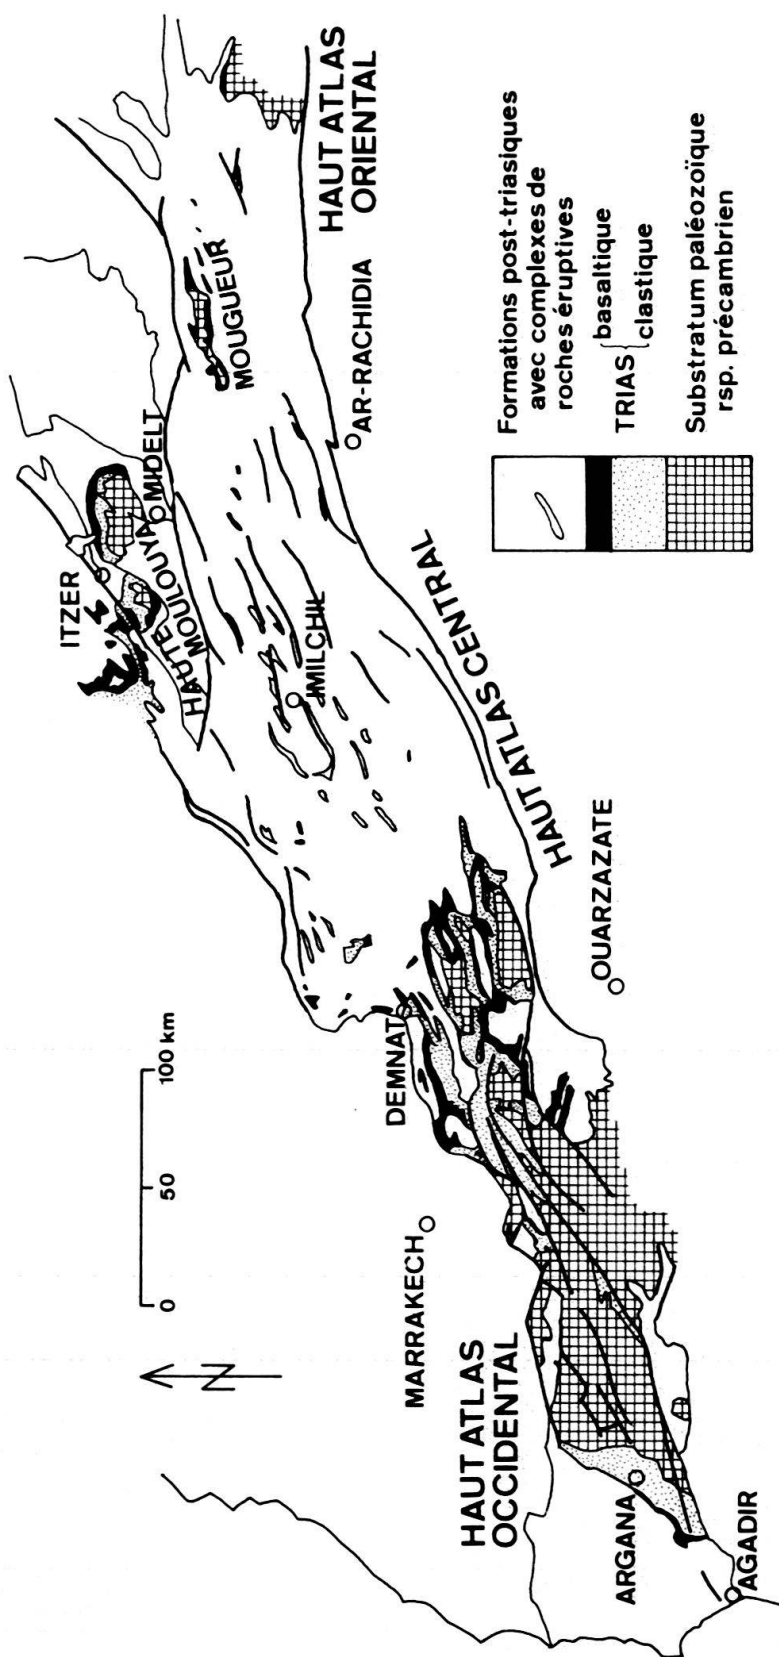 HAUT ATLAS
ORIENTAL
MOUGUEUR
AR-RACHIDIA
MIDELT
ITZER
HAUTE
MOULOUYA
IMILCHIL
HAUT ATLAS CENTRAL
OUARZAZATE
DEMNAT
MARRAKECH
HAUT ATLAS
OCCIDENTAL
ARGANA
AGADIR
N
0 50 100 km
Formations post-triasiques
avec complexes de
roches éruptives
TRIAS { basaltique
clastique
Substratum paléozoïque
rsp. précambrien